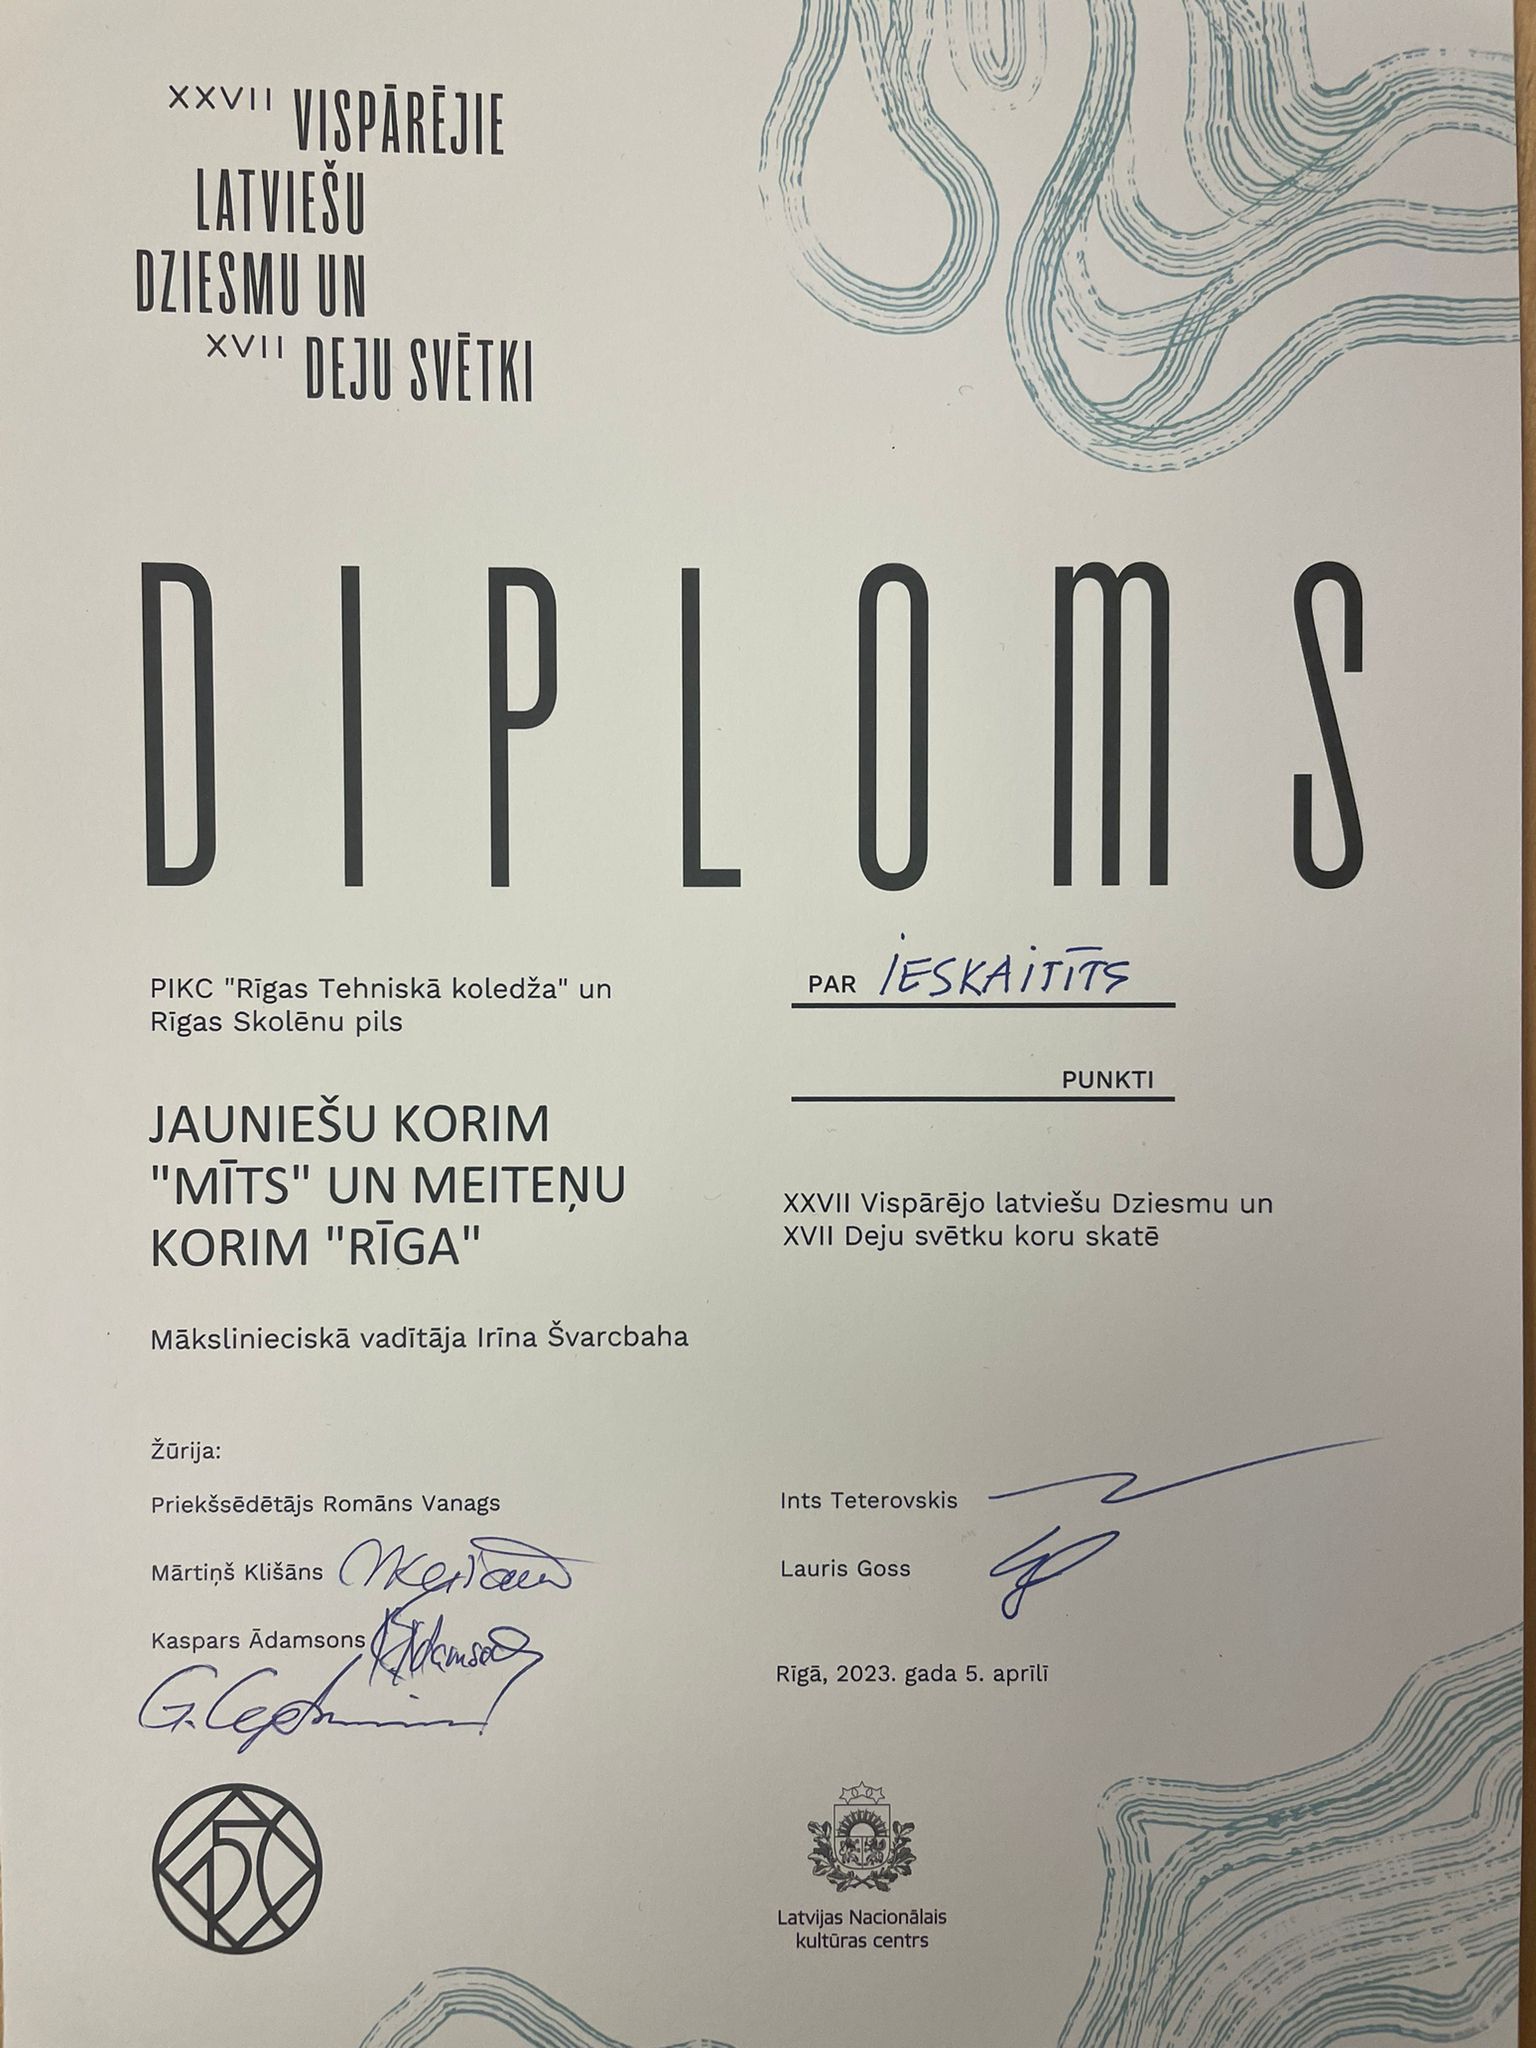 XXVII VISPĀRĒJIE
LATVIEŠU
DZIESMU UN
XVII DEJU SVĒTKI
DIPLOMS
PIKC "Rīgas Tehniskā koledža" un
Rīgas Skolēnu pils
JAUNIEŠU KORIM
"MĪTS" UN MEITEŅU
KORIM "RĪGA"
Mākslinieciskā vadītāja Irīna Švarcbaha
PAR IESKAITĪTS
PUNKTI
XXVII Vispārējo latviešu Dziesmu un
XVII Deju svētku koru skatē
Žūrija:
Priekšsēdētājs Romāns Vanags
Mārtiņš Klišāns
Kaspars Ādamsons
Ints Teterovskis
Lauris Goss
Rīgā, 2023. gada 5. aprīlī
150
Latvijas Nacionālais
kultūras centrs